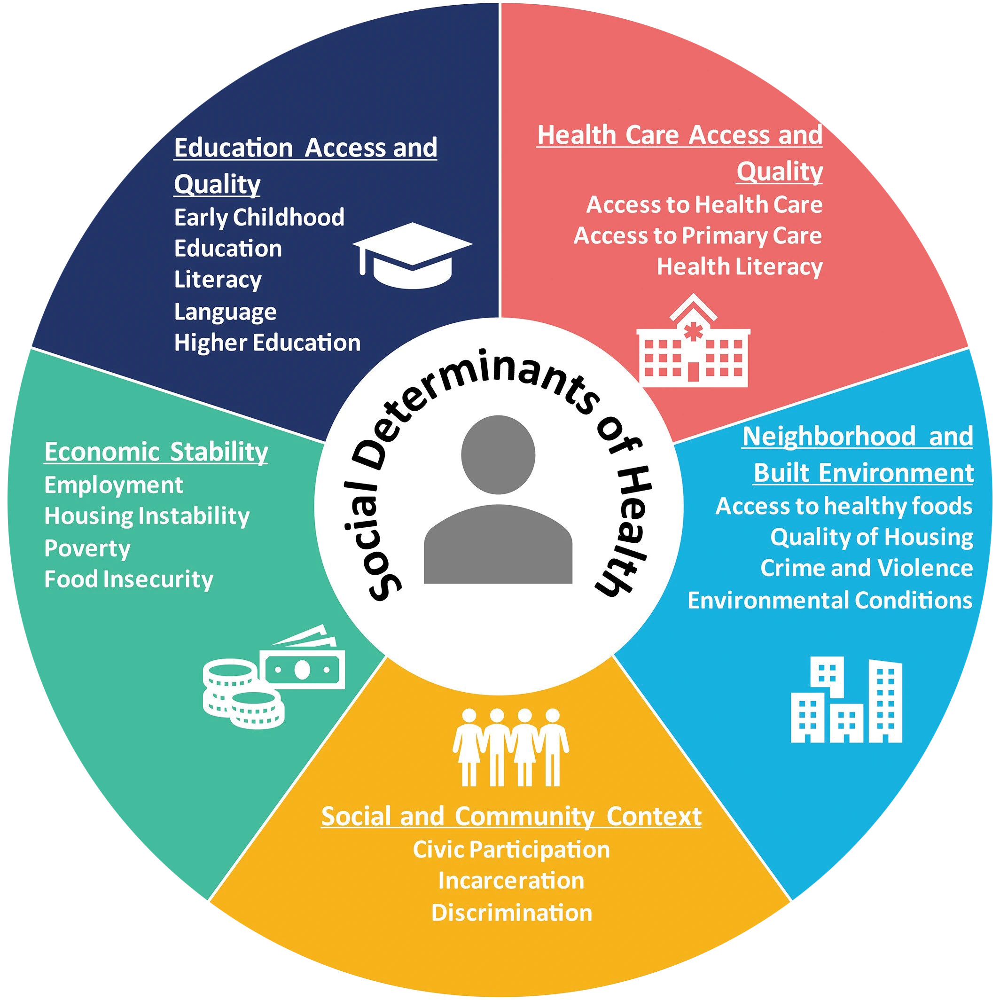 Education Access and
Quality
Early Childhood
Education
Literacy
Language
Higher Education
Health Care Access and
Quality
Access to Health Care
Access to Primary Care
Health Literacy
Social Determinants of Health
Economic Stability
Employment
Housing Instability
Poverty
Food Insecurity
Neighborhood and
Built Environment
Access to healthy foods
Quality of Housing
Crime and Violence
Environmental Conditions
Social and Community Context
Civic Participation
Incarceration
Discrimination